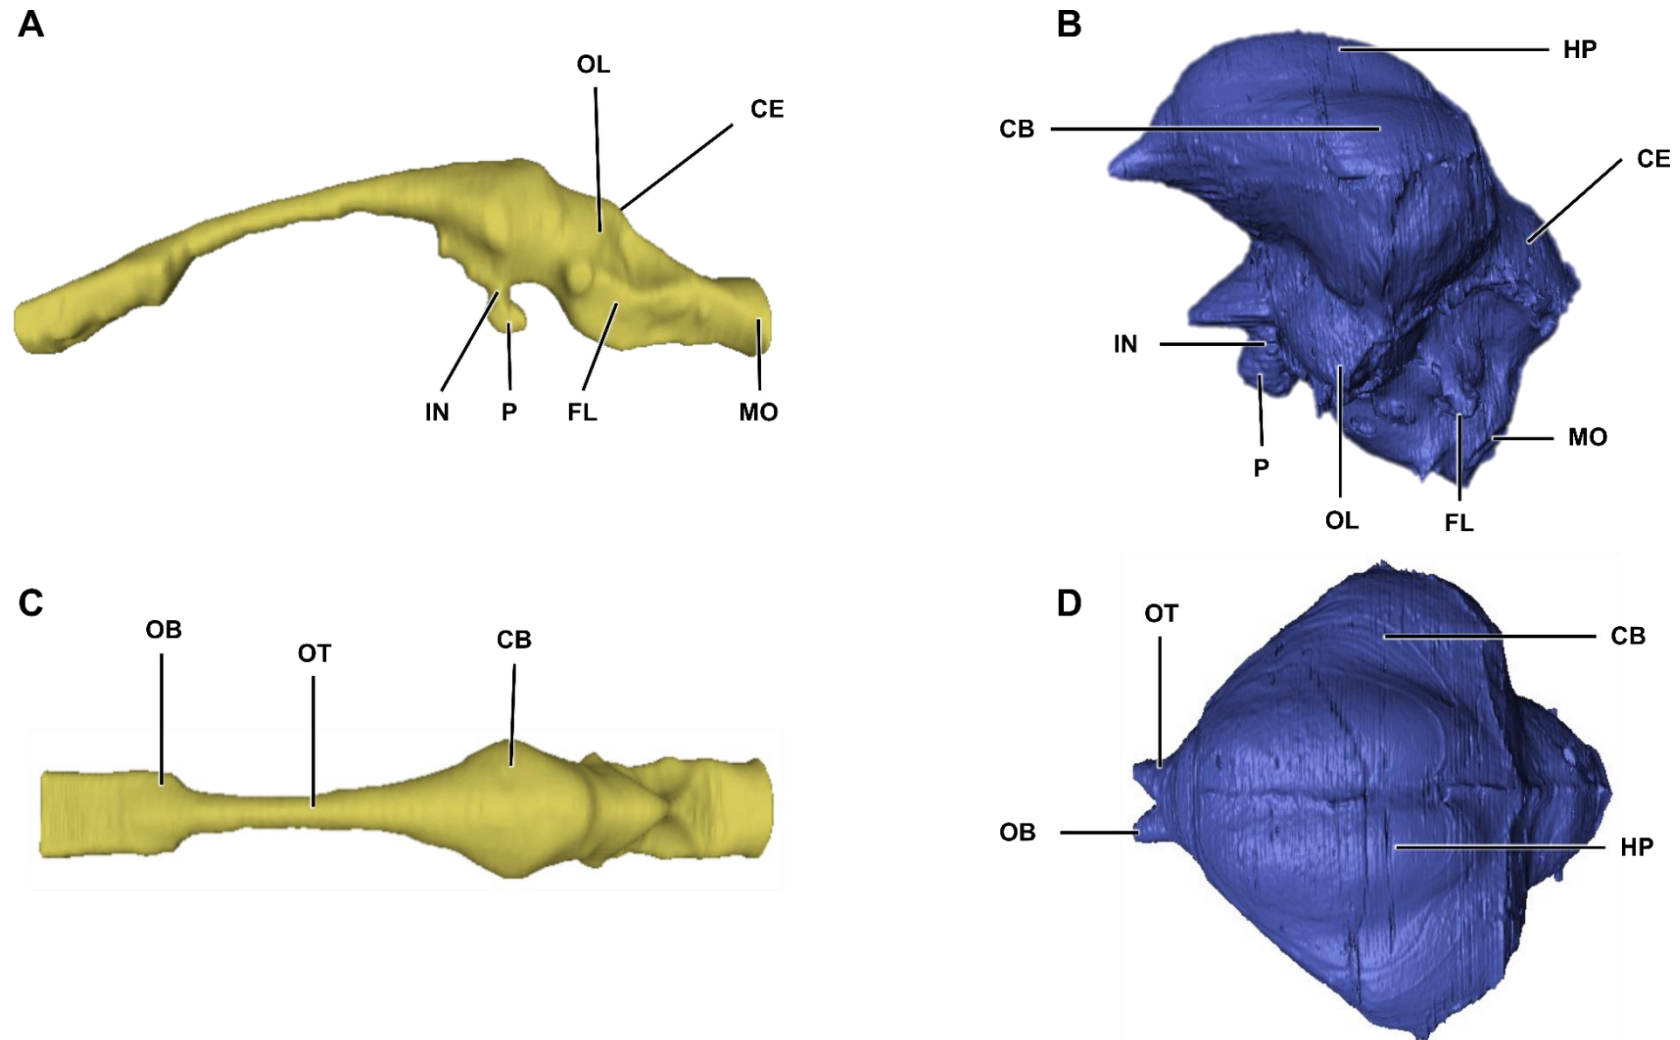 A
OL
CE
IN
P
FL
MO
B
HP
CB
CE
IN
P
OL
FL
MO
C
OB
OT
CB
D
OT
CB
OB
HP